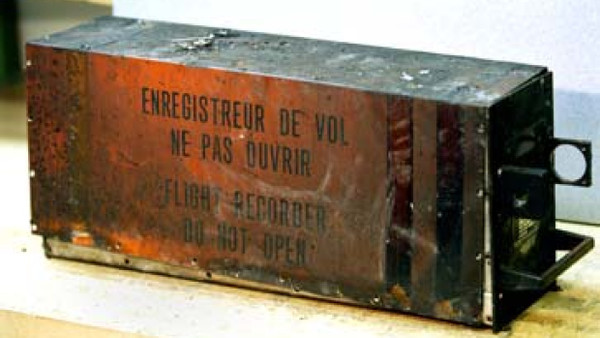 ENREGISTREUR DE VOL
NE PAS OUVRIR
FLIGHT RECORDER
DO NOT OPEN